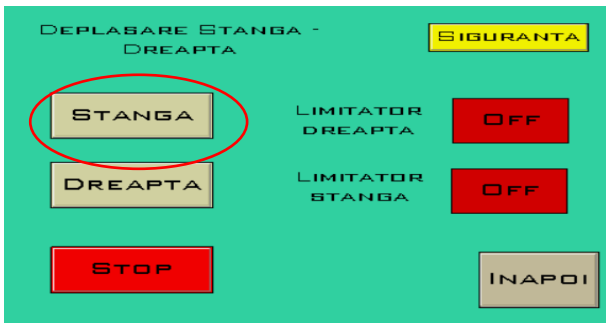 Deplasare Stanga -
Dreapta
Siguranta
Stanga
Limitator
dreapta
Off
Dreapta
Limitator
stanga
Off
Stop
Inapoi